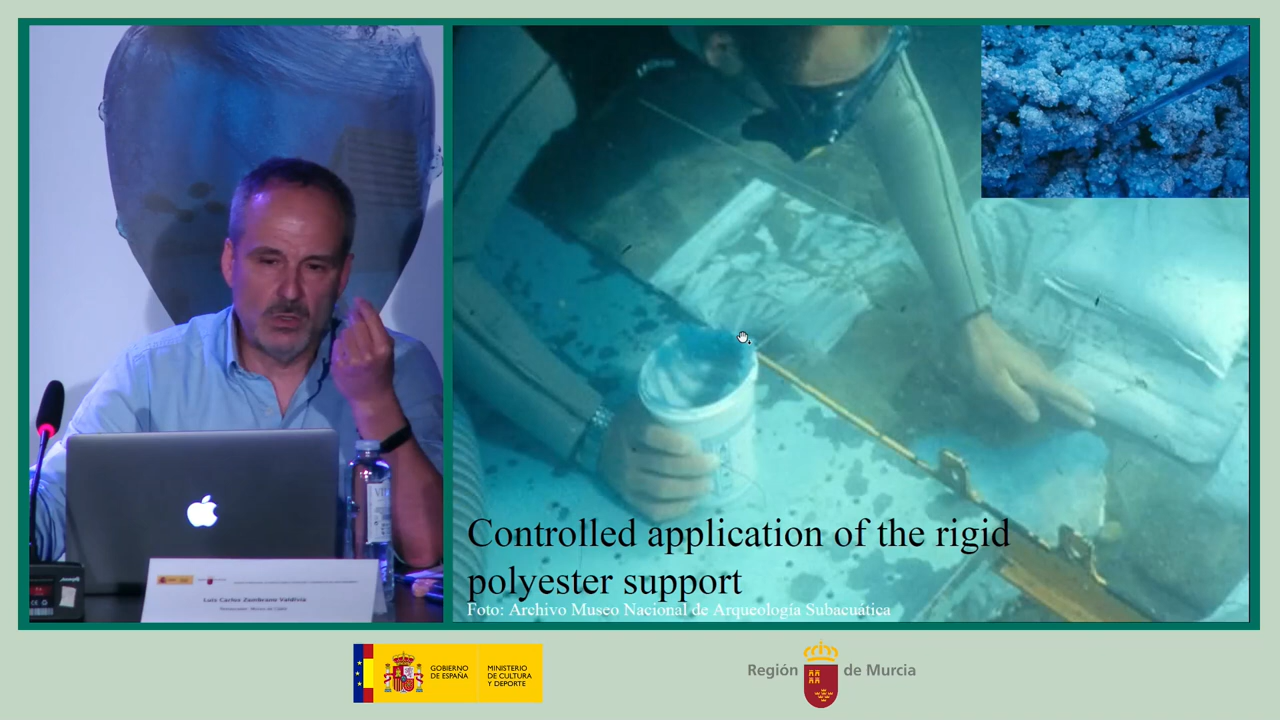 Controlled application of the rigid
polyester support
Foto: Archivo Museo Nacional de Arqueología Subacuática
Luis Carlos Zambrano Valdivia
GOBIERNO
DE ESPAÑA
MINISTERIO
DE CULTURA
Y DEPORTE
Región de Murcia